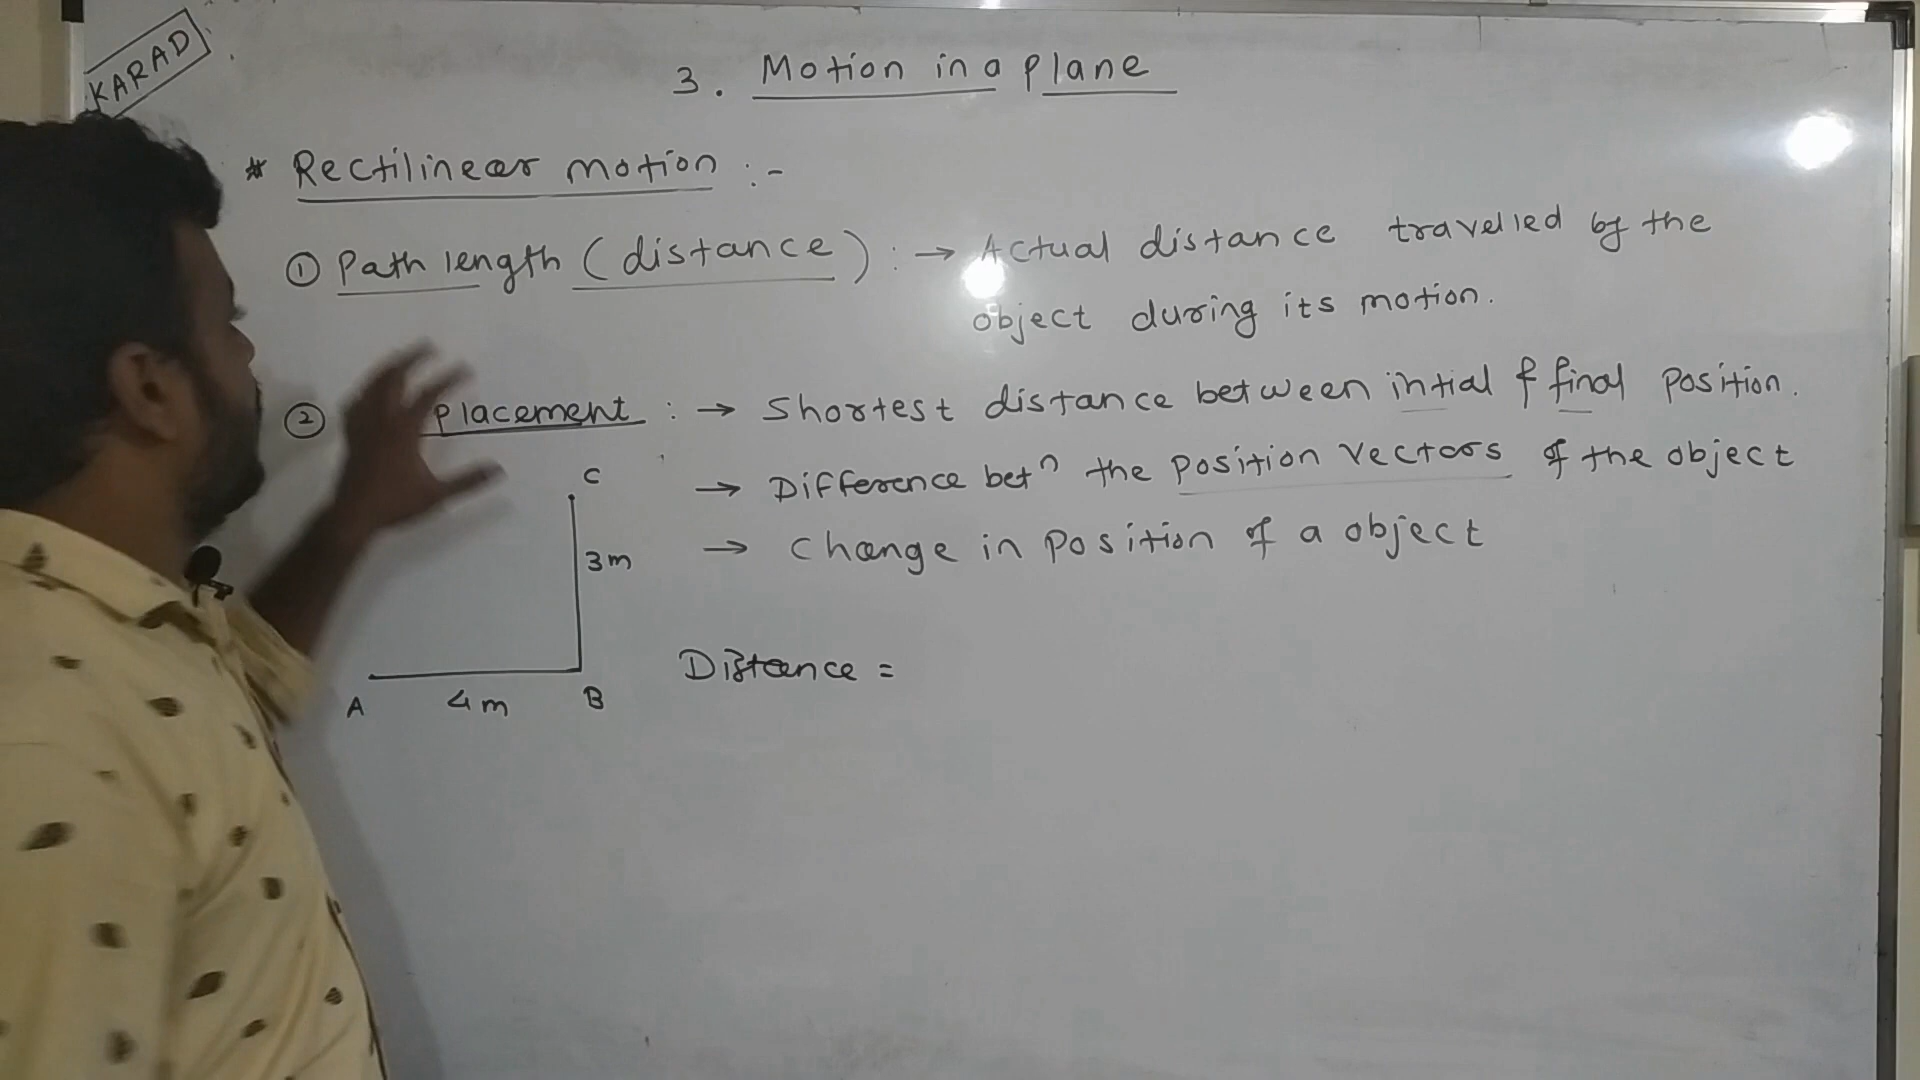 KARAD
3. Motion in a plane
* Rectilinear motion :-
① Path length (distance) : → Actual distance travelled by the
object during its motion.
② placement : → Shortest distance between intial & final position.
→ Difference betⁿ the position vectors of the object
→ change in position of a object
C
3m
A 4m B
Distance =